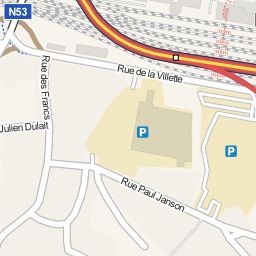 N53
Rue de la Villette
Rue des Francs
Julien Dulait
P
P
Rue Paul Janson